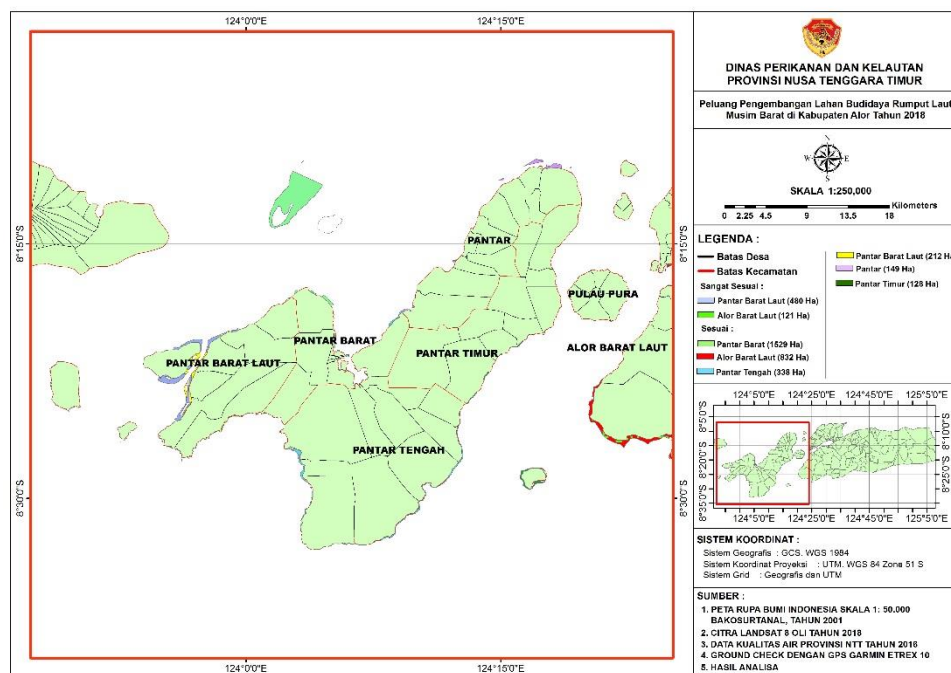 124°0'0"E
124°15'0"E
8°15'0"S
8°15'0"S
8°30'0"S
8°30'0"S
124°0'0"E
124°15'0"E
PANTAR
PULAU PURA
PANTAR BARAT
PANTAR TIMUR
ALOR BARAT LAUT
PANTAR BARAT LAUT
PANTAR TENGAH
DINAS PERIKANAN DAN KELAUTAN
PROVINSI NUSA TENGGARA TIMUR
Peluang Pengembangan Lahan Budidaya Rumput Laut
Musim Barat di Kabupaten Alor Tahun 2018
N
W E
S
SKALA 1:250,000
Kilometers
0 2.25 4.5 9 13.5 18
LEGENDA :
Batas Desa
Batas Kecamatan
Sangat Sesuai :
Pantar Barat Laut (480 Ha)
Alor Barat Laut (121 Ha)
Sesuai :
Pantar Barat (1529 Ha)
Alor Barat Laut (832 Ha)
Pantar Tengah (338 Ha)
Pantar Barat Laut (212 Ha)
Pantar (149 Ha)
Pantar Timur (128 Ha)
124°5'0"E 124°25'0"E
8°5'0"S
8°20'0"S
8°35'0"S
8°10'0"S
8°25'0"S
124°5'0"E 124°25'0"E 124°45'0"E 125°5'0"E
SISTEM KOORDINAT :
Sistem Geografis : GCS. WGS 1984
Sistem Koordinat Proyeksi : UTM. WGS 84 Zona 51 S
Sistem Grid : Geografis dan UTM
SUMBER :
1. PETA RUPA BUMI INDONESIA SKALA 1: 50.000
BAKOSURTANAL, TAHUN 2001
2. CITRA LANDSAT 8 OLI TAHUN 2018
3. DATA KUALITAS AIR PROVINSI NTT TAHUN 2016
4. GROUND CHECK DENGAN GPS GARMIN ETREX 10
5. HASIL ANALISA